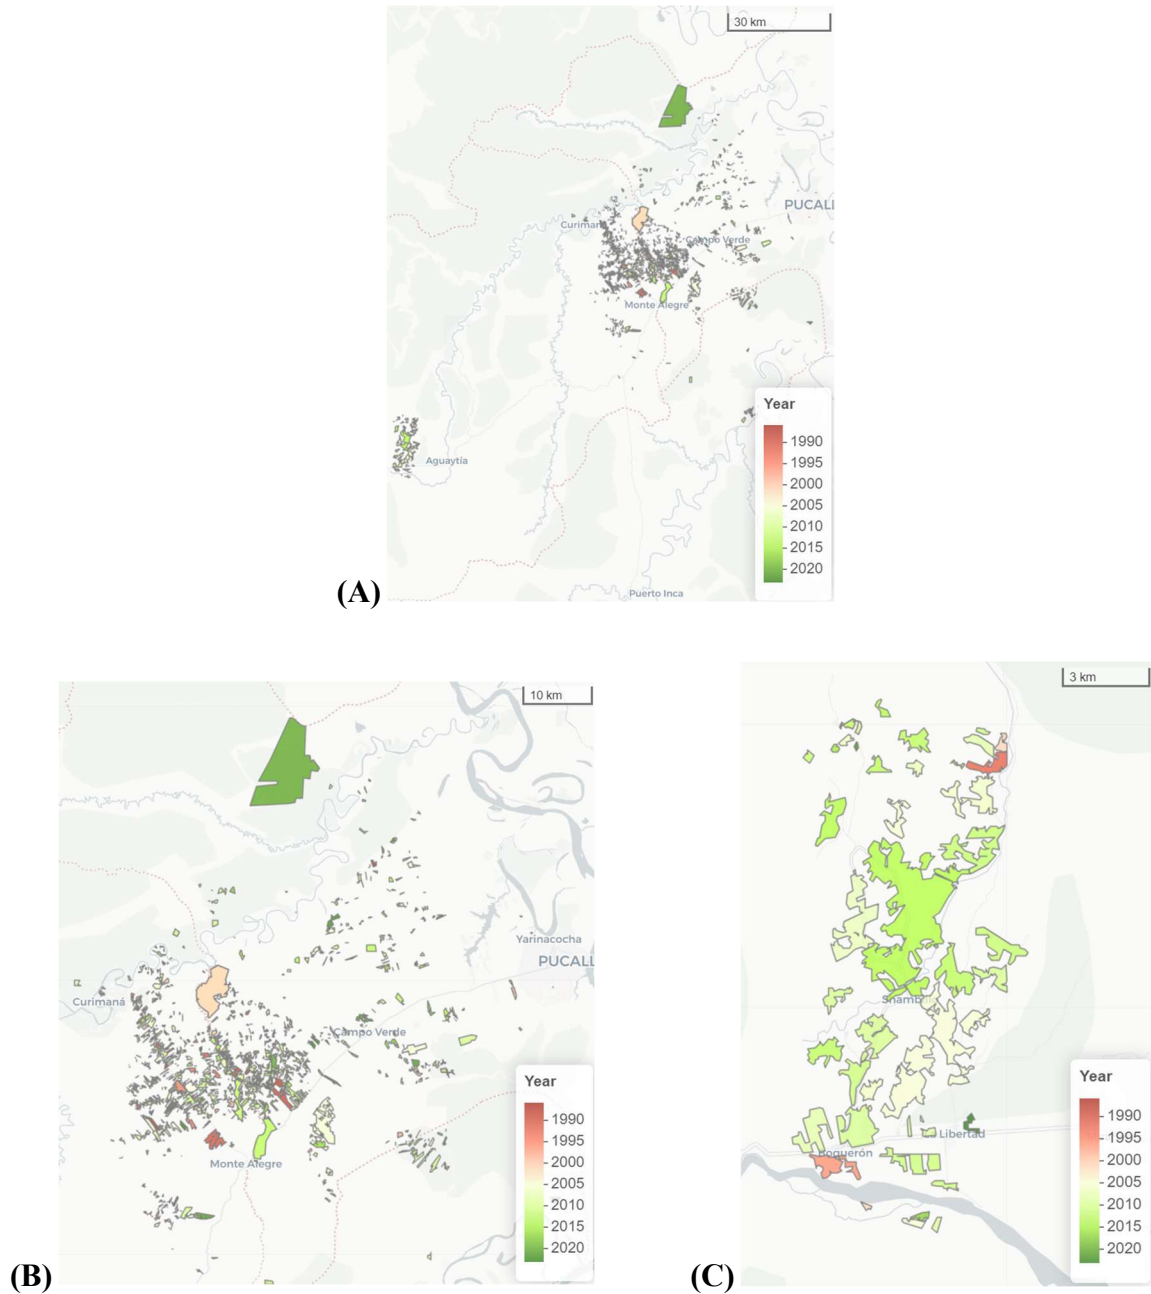 30 km
PUCALL
Curimaná
Campo Verde
Monte Alegre
Aguaytía
Puerto Inca
Year
1990
1995
2000
2005
2010
2015
2020
(A)
10 km
Yarinacocha
PUCALL
Curimaná
Campo Verde
Monte Alegre
Year
1990
1995
2000
2005
2010
2015
2020
(B)
3 km
Libertad
Boquerón
Year
1990
1995
2000
2005
2010
2015
2020
(C)